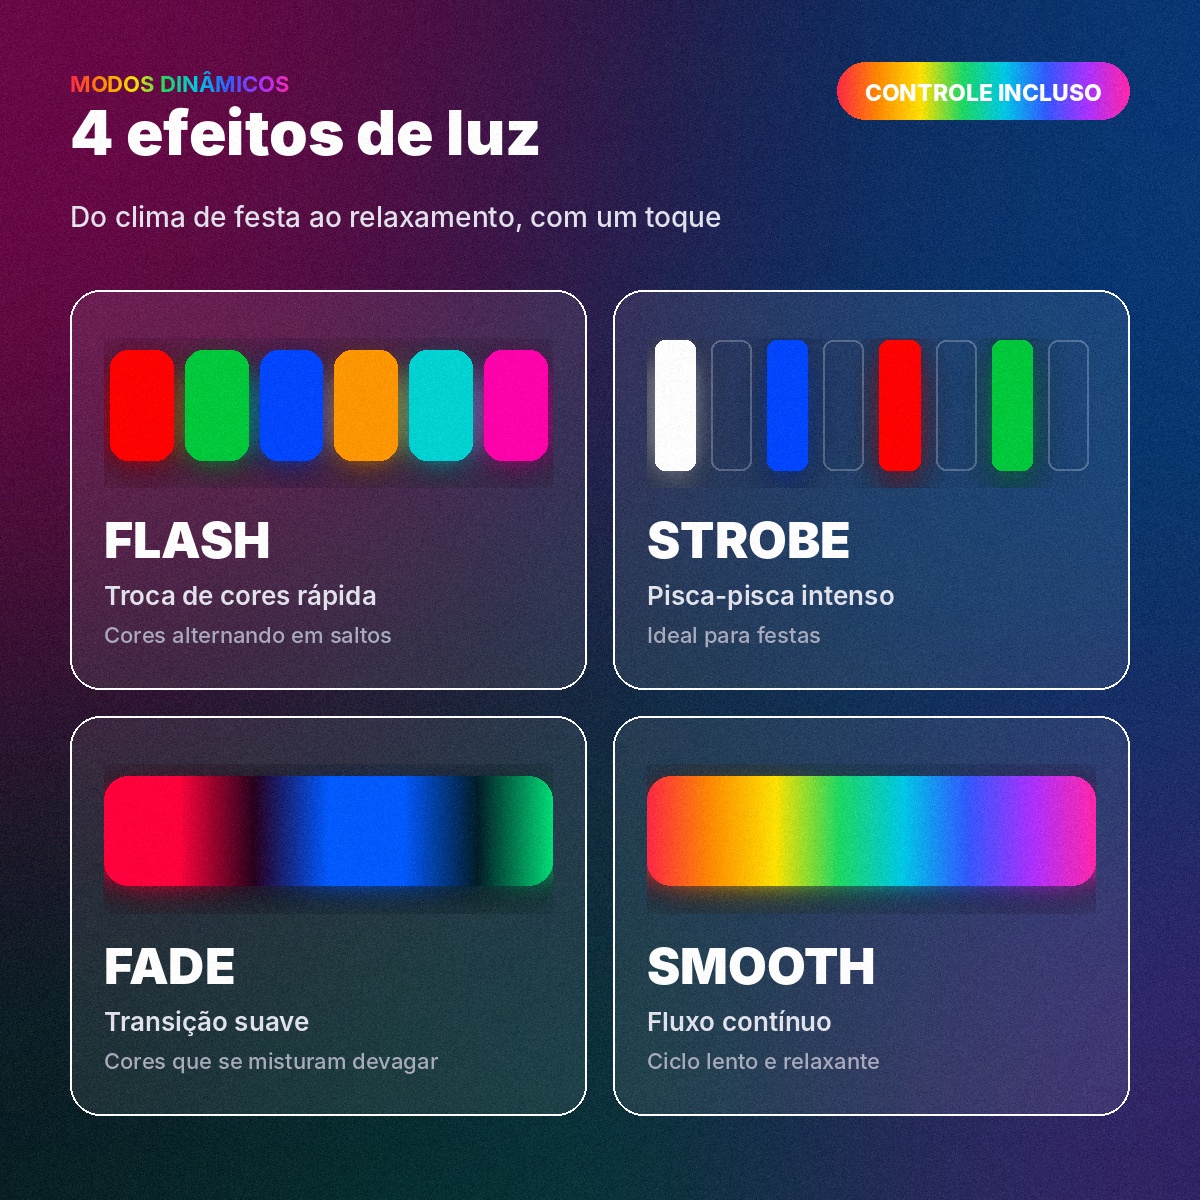 MODOS DINÂMICOS
CONTROLE INCLUSO
4 efeitos de luz
Do clima de festa ao relaxamento, com um toque
FLASH
Troca de cores rápida
Cores alternando em saltos
STROBE
Pisca-pisca intenso
Ideal para festas
FADE
Transição suave
Cores que se misturam devagar
SMOOTH
Fluxo contínuo
Ciclo lento e relaxante